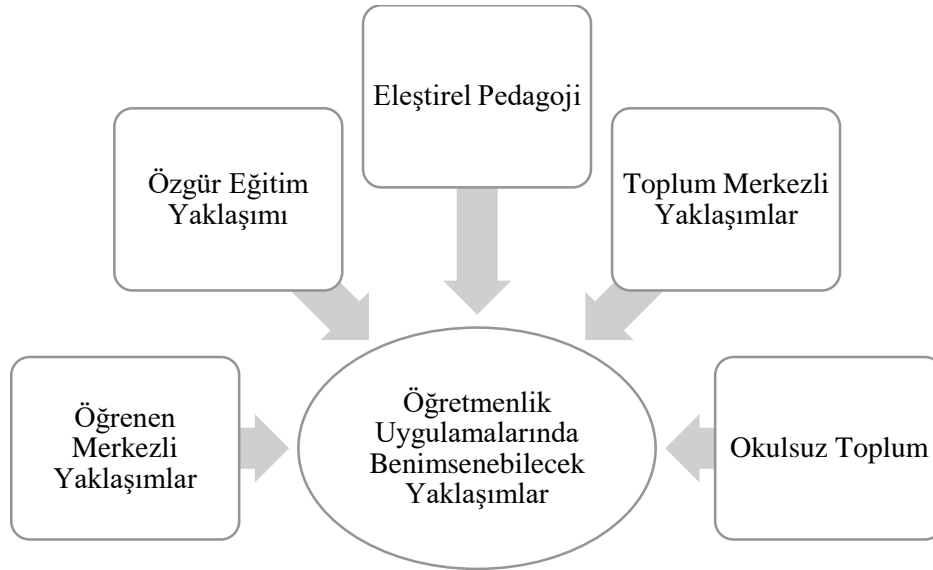 Eleştirel Pedagoji
Özgür Eğitim
Yaklaşımı
Toplum Merkezli
Yaklaşımlar
Öğrenen
Merkezli
Yaklaşımlar
Öğretmenlik
Uygulamalarında
Benimsenebilecek
Yaklaşımlar
Okulsuz Toplum